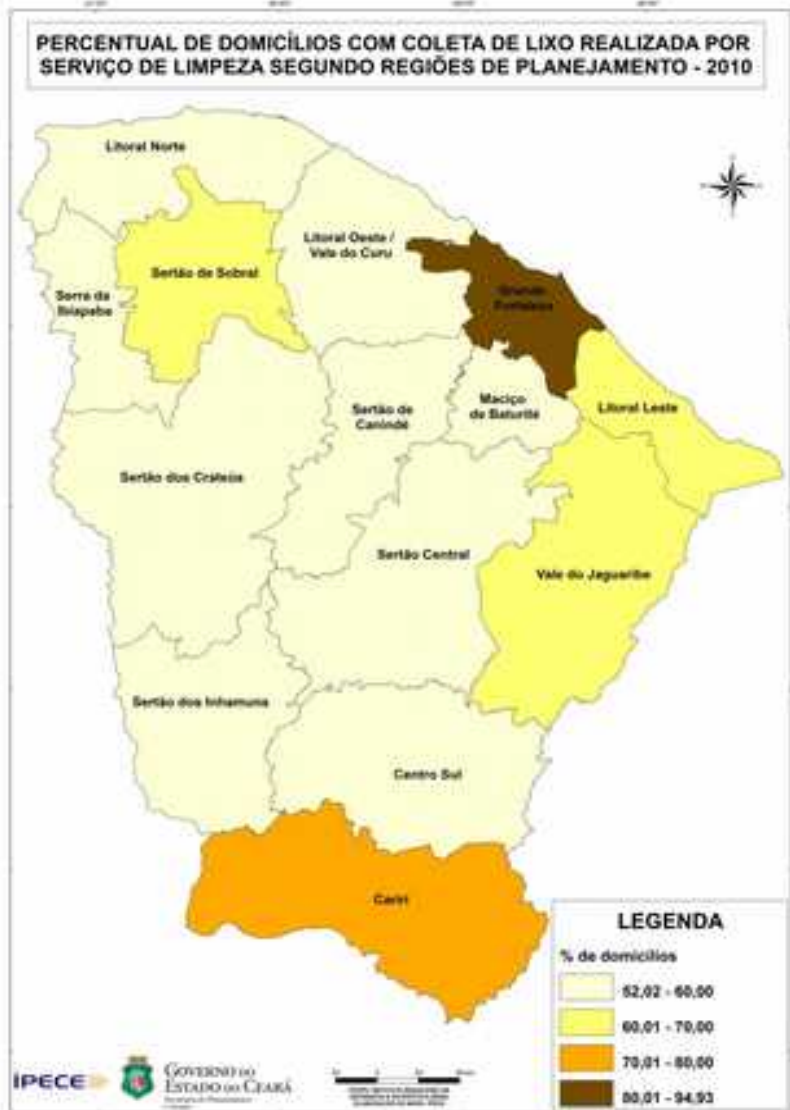 PERCENTUAL DE DOMICÍLIOS COM COLETA DE LIXO REALIZADA POR
SERVIÇO DE LIMPEZA SEGUNDO REGIÕES DE PLANEJAMENTO - 2010
Litoral Norte
Litoral Oeste /
Vale do Curu
Sertão de Sobral
Grande
Fortaleza
Serra da
Ibiapaba
Maciço
de Baturité
Sertão de
Canindé
Litoral Leste
Sertão dos Crateús
Sertão Central
Vale do Jaguaribe
Sertão dos Inhamuns
Centro Sul
Cariri
LEGENDA
% de domicílios
52,02 - 60,00
60,01 - 70,00
70,01 - 80,00
80,01 - 94,93
IPECE
GOVERNO DO
ESTADO DO CEARÁ